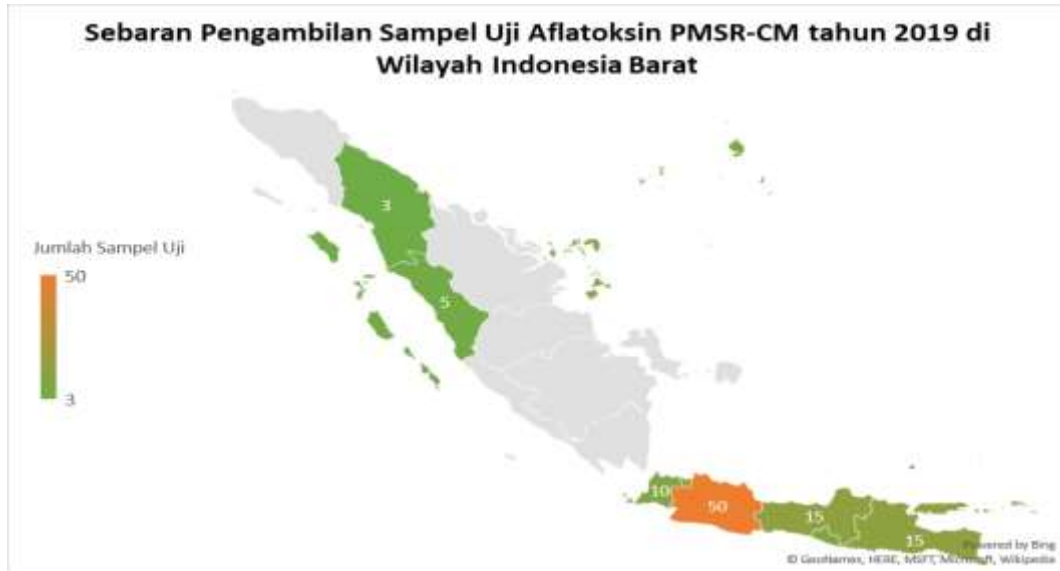 Sebaran Pengambilan Sampel Uji Aflatoksin PMSR-CM tahun 2019 di
Wilayah Indonesia Barat
3
Jumlah Sampel Uji
50
5
3
10
50
15
15
Powered by Bing
© GeoNames, HERE, MSFT, Microsoft, Wikipedia